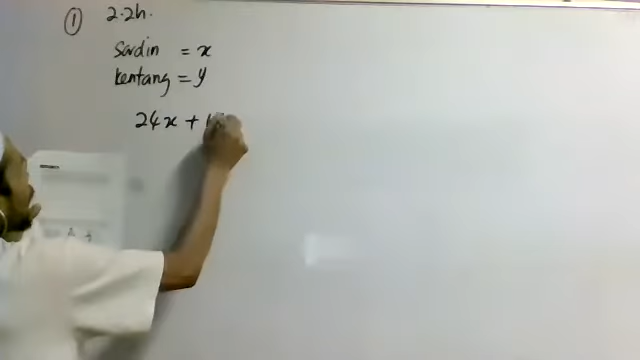 ① 2.2h.
Sardin = x
kentang = y
24x +